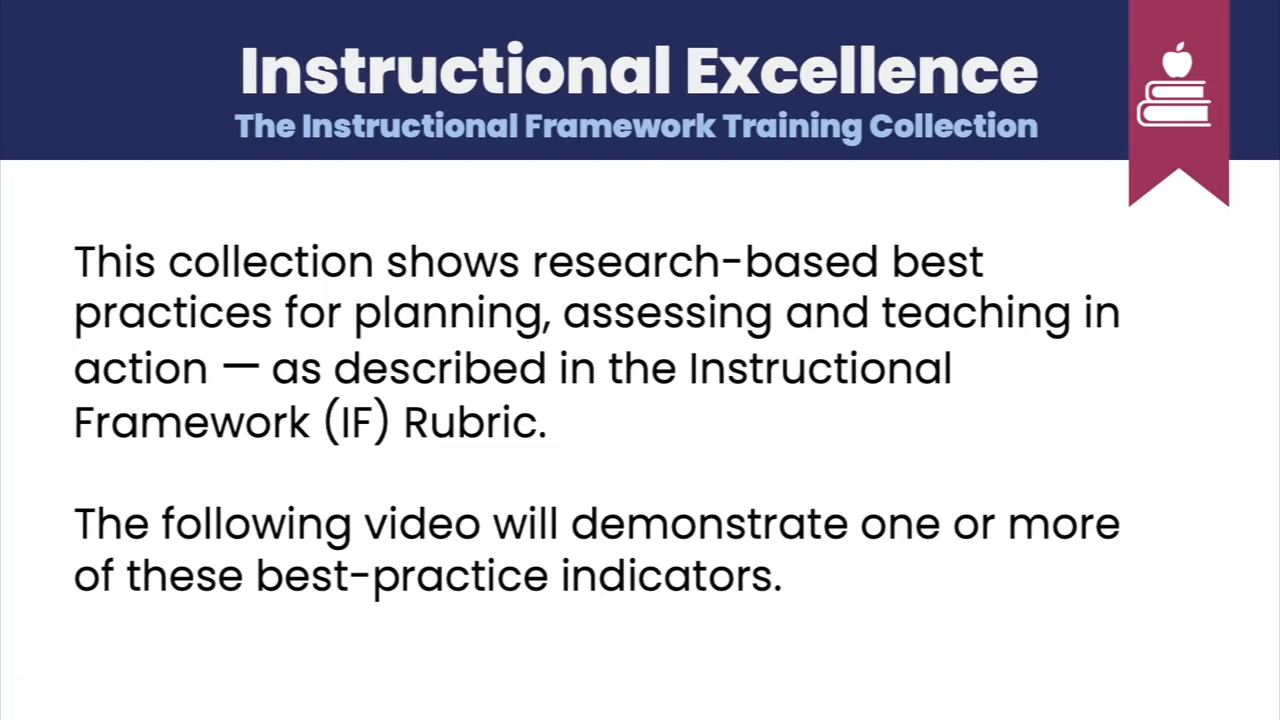 Instructional Excellence
The Instructional Framework Training Collection
This collection shows research-based best
practices for planning, assessing and teaching in
action — as described in the Instructional
Framework (IF) Rubric.
The following video will demonstrate one or more
of these best-practice indicators.